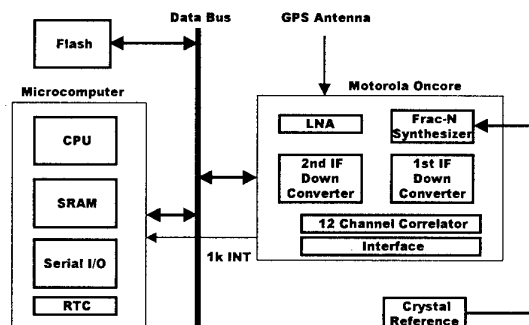 Data Bus
GPS Antenna
Flash
Microcomputer
Motorola Oncore
CPU
LNA
Frac-N
Synthesizer
2nd IF
Down
Converter
1st IF
Down
Converter
SRAM
12 Channel Correlator
Interface
Serial I/O
1k INT
RTC
Crystal
Reference